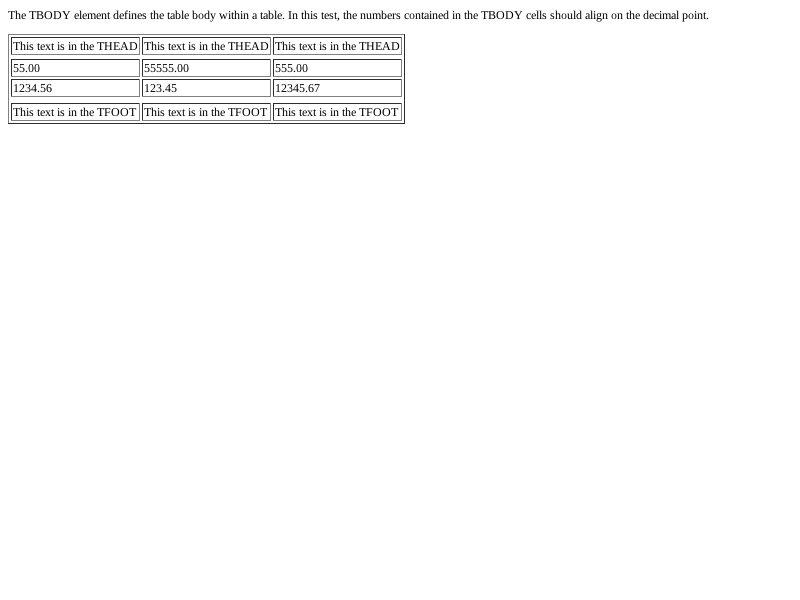 The TBODY element defines the table body within a table. In this test, the numbers contained in the TBODY cells should align on the decimal point.
This text is in the THEAD This text is in the THEAD This text is in the THEAD
55.00 55555.00 555.00
1234.56 123.45 12345.67
This text is in the TFOOT This text is in the TFOOT This text is in the TFOOT